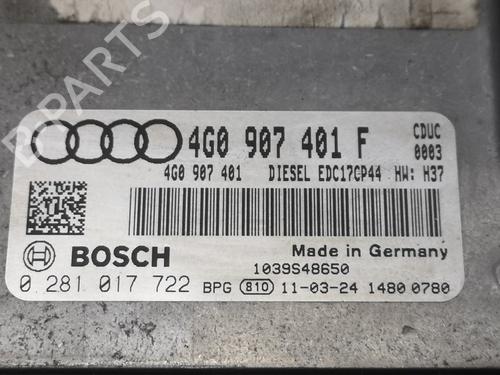 B-PARTS
4G0 907 401 F CDUC
0003
4G0 907 401 DIESEL EDC17CP44 HW: H37
BOSCH Made in Germany
1039S48650
0 281 017 722 BPG 810 11-03-24 1480 0780